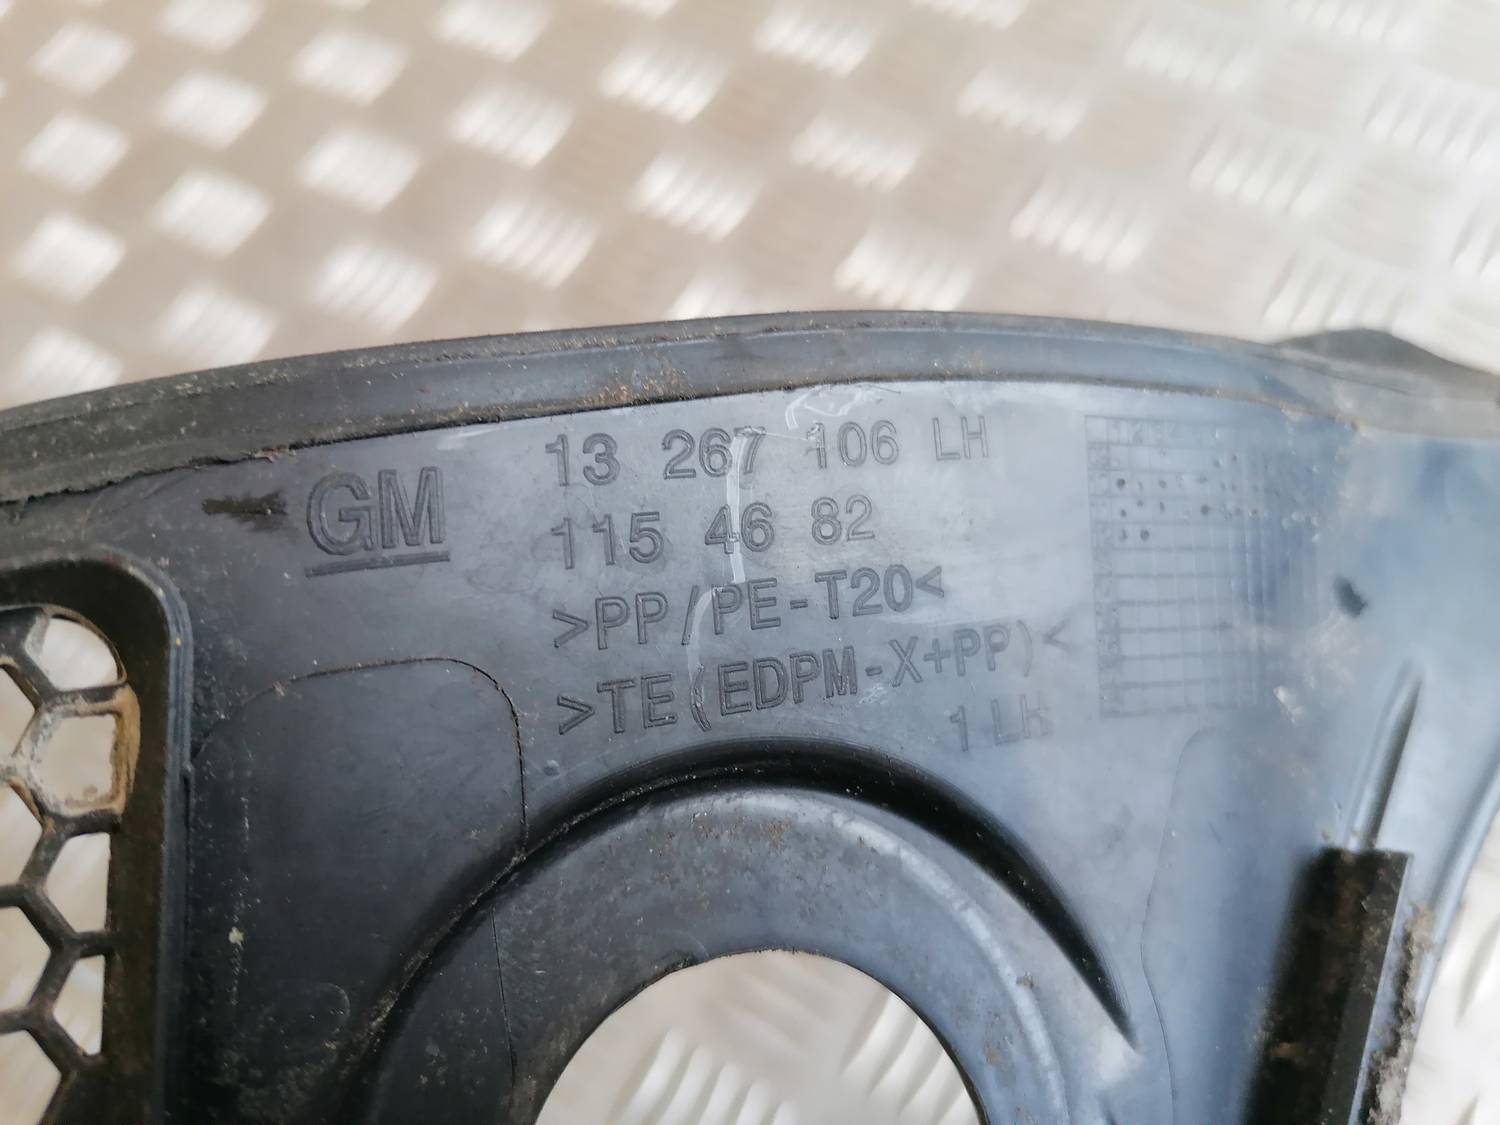 GM
13 267 106 LH
115 46 82
>PP/PE-T20<
>TE(EDPM-X+PP)<
1 LH